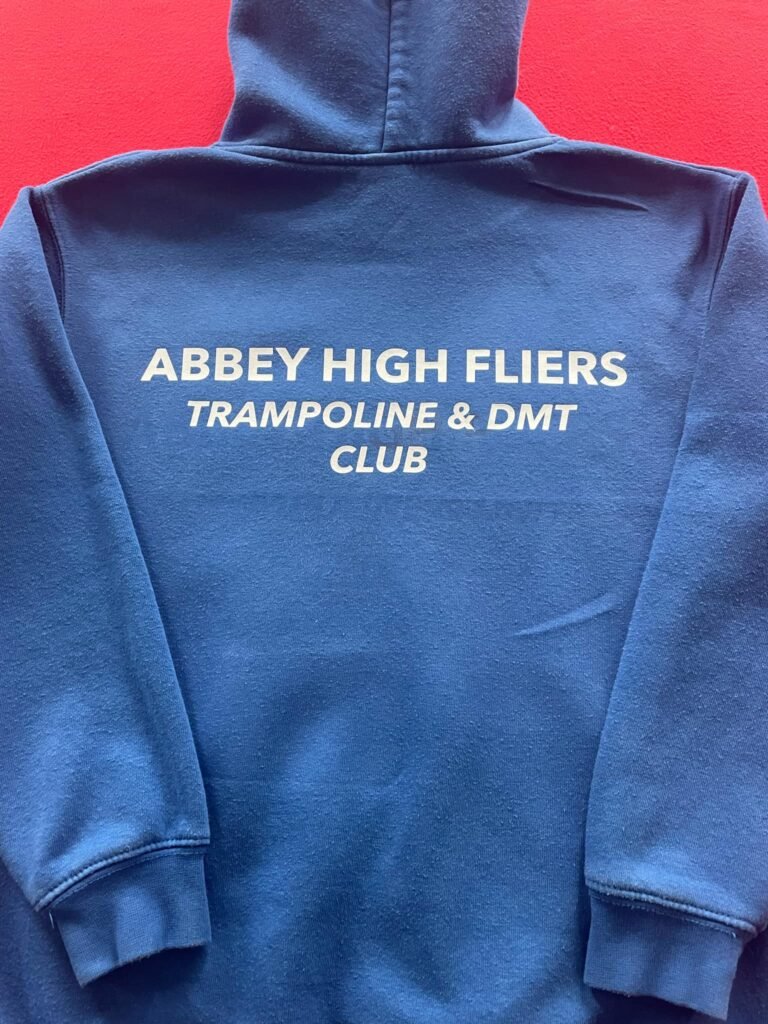 ABBEY HIGH FLIERS
TRAMPOLINE & DMT
CLUB